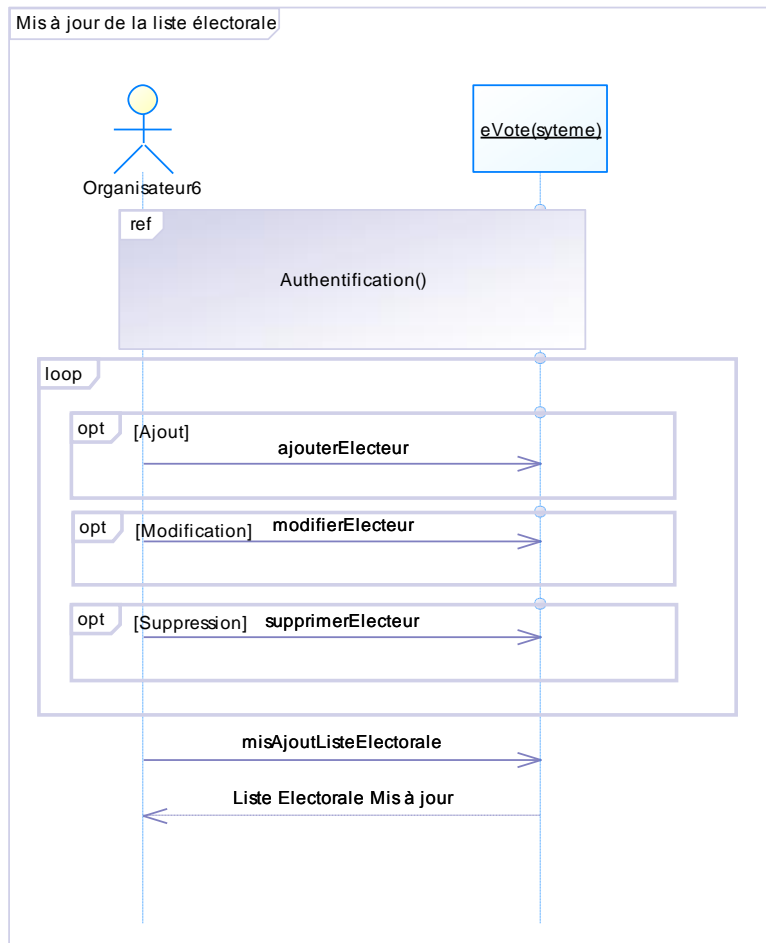 Mis à jour de la liste électorale
eVote(syteme)
Organisateur6
ref
Authentification()
loop
opt
[Ajout]
ajouterElecteur
opt
[Modification]
modifierElecteur
opt
[Suppression]
supprimerElecteur
misAjoutListeElectorale
Liste Electorale Mis à jour